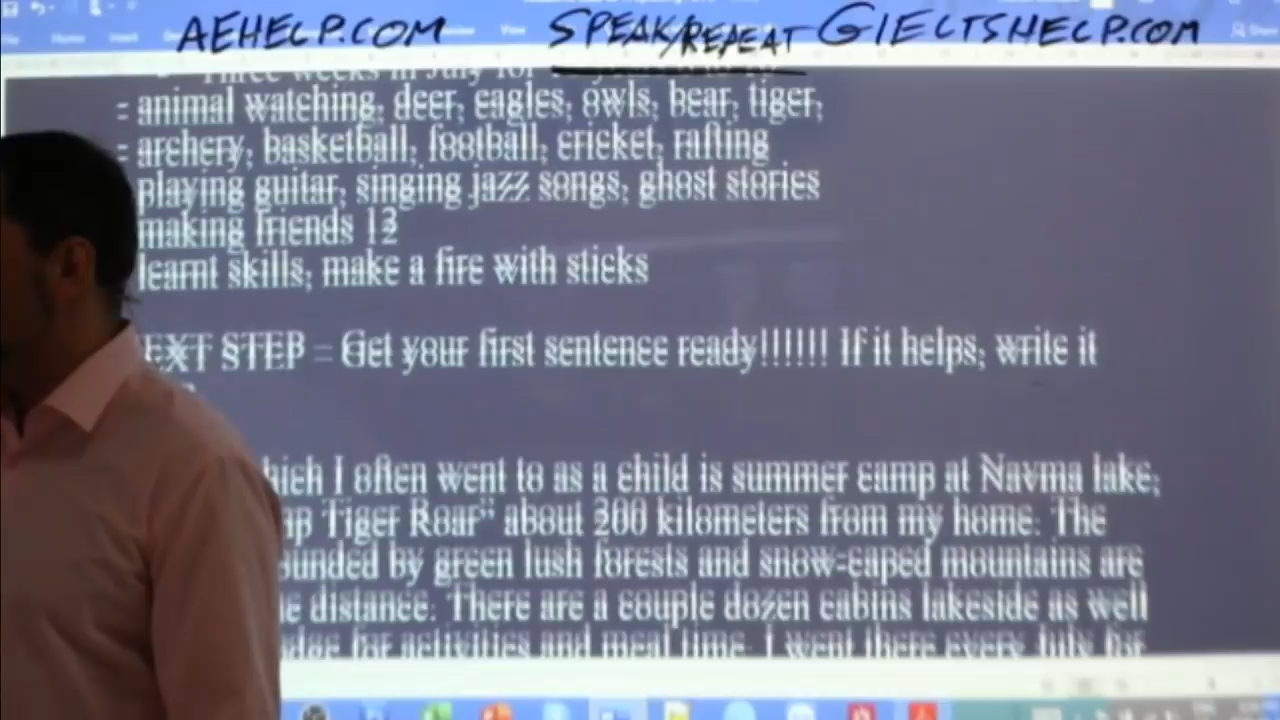 AEHELP.COM SPEAK/REPEAT GIELTSHELP.COM
Three weeks in July for
- animal watching, deer, eagles, owls, bear, tiger,
- archery, basketball, football, cricket, rafting
playing guitar, singing jazz songs, ghost stories
making friends
learnt skills, make a fire with sticks
EXT STEP = Get your first sentence ready!!!!!! If it helps, write it
hich I often went to as a child is summer camp at Navma lake,
p Tiger Roar" about 200 kilometers from my home. The
ounded by green lush forests and snow-caped mountains are
e distance. There are a couple dozen cabins lakeside as well
for activities and meal time. I went there every July for